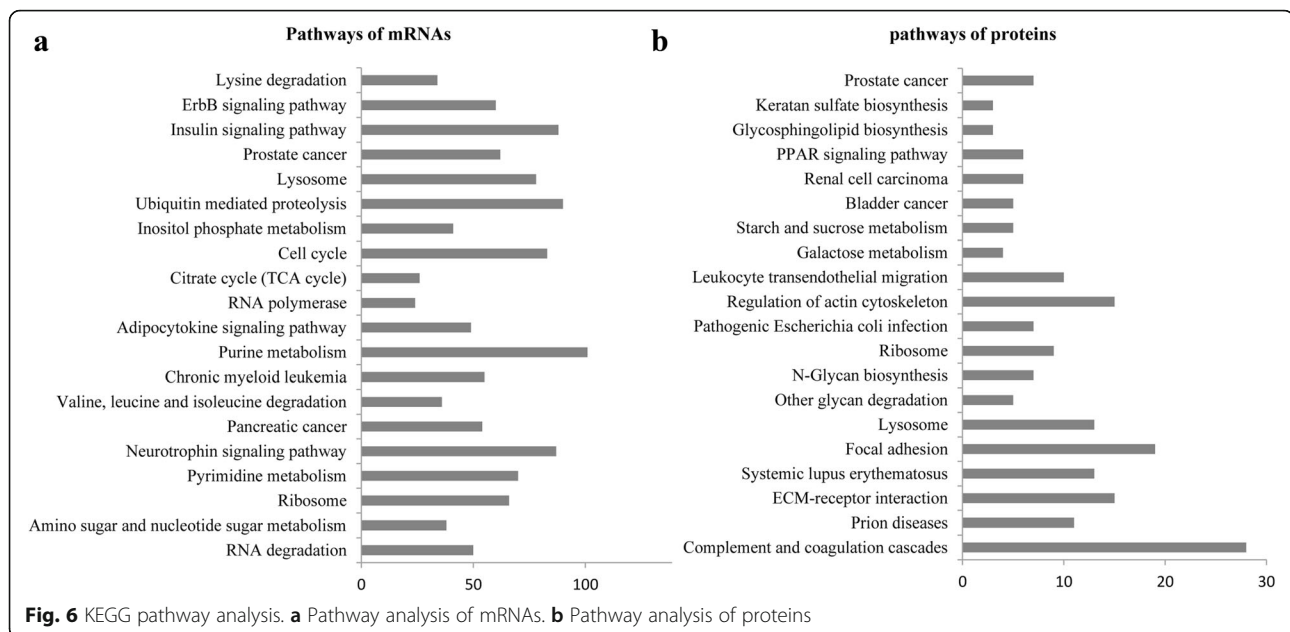 a
Pathways of mRNAs
Lysine degradation
ErbB signaling pathway
Insulin signaling pathway
Prostate cancer
Lysosome
Ubiquitin mediated proteolysis
Inositol phosphate metabolism
Cell cycle
Citrate cycle (TCA cycle)
RNA polymerase
Adipocytokine signaling pathway
Purine metabolism
Chronic myeloid leukemia
Valine, leucine and isoleucine degradation
Pancreatic cancer
Neurotrophin signaling pathway
Pyrimidine metabolism
Ribosome
Amino sugar and nucleotide sugar metabolism
RNA degradation
0 50 100
b
pathways of proteins
Prostate cancer
Keratan sulfate biosynthesis
Glycosphingolipid biosynthesis
PPAR signaling pathway
Renal cell carcinoma
Bladder cancer
Starch and sucrose metabolism
Galactose metabolism
Leukocyte transendothelial migration
Regulation of actin cytoskeleton
Pathogenic Escherichia coli infection
Ribosome
N-Glycan biosynthesis
Other glycan degradation
Lysosome
Focal adhesion
Systemic lupus erythematosus
ECM-receptor interaction
Prion diseases
Complement and coagulation cascades
0 10 20 30
Fig. 6 KEGG pathway analysis. a Pathway analysis of mRNAs. b Pathway analysis of proteins